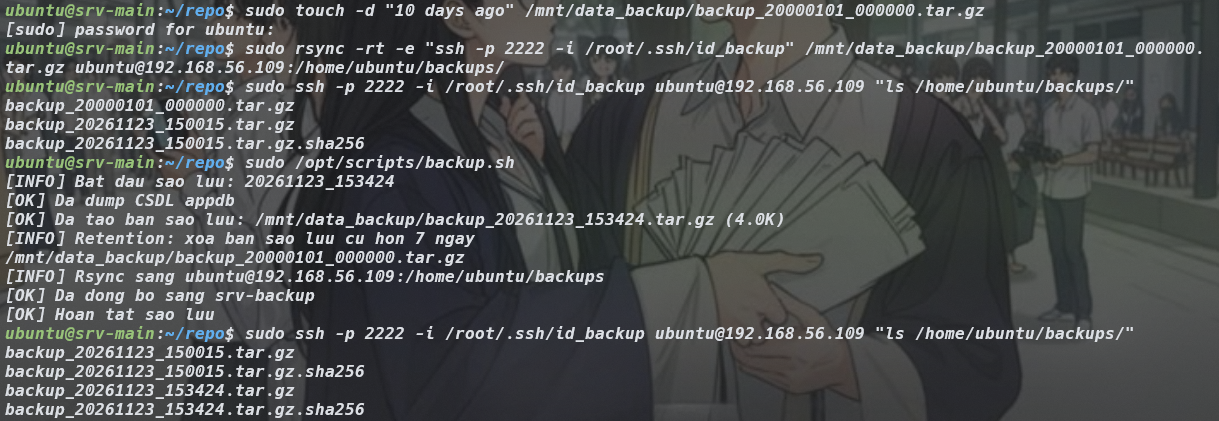 ubuntu@srv-main:~/repo$ sudo touch -d "10 days ago" /mnt/data_backup/backup_20000101_000000.tar.gz
[sudo] password for ubuntu:
ubuntu@srv-main:~/repo$ sudo rsync -rt -e "ssh -p 2222 -i /root/.ssh/id_backup" /mnt/data_backup/backup_20000101_000000.
tar.gz ubuntu@192.168.56.109:/home/ubuntu/backups/
ubuntu@srv-main:~/repo$ sudo ssh -p 2222 -i /root/.ssh/id_backup ubuntu@192.168.56.109 "ls /home/ubuntu/backups/"
backup_20000101_000000.tar.gz
backup_20261123_150015.tar.gz
backup_20261123_150015.tar.gz.sha256
ubuntu@srv-main:~/repo$ sudo /opt/scripts/backup.sh
[INFO] Bat dau sao luu: 20261123_153424
[OK] Da dump CSDL appdb
[OK] Da tao ban sao luu: /mnt/data_backup/backup_20261123_153424.tar.gz (4.0K)
[INFO] Retention: xoa ban sao luu cu hon 7 ngay
/mnt/data_backup/backup_20000101_000000.tar.gz
[INFO] Rsync sang ubuntu@192.168.56.109:/home/ubuntu/backups
[OK] Da dong bo sang srv-backup
[OK] Hoan tat sao luu
ubuntu@srv-main:~/repo$ sudo ssh -p 2222 -i /root/.ssh/id_backup ubuntu@192.168.56.109 "ls /home/ubuntu/backups/"
backup_20261123_150015.tar.gz
backup_20261123_150015.tar.gz.sha256
backup_20261123_153424.tar.gz
backup_20261123_153424.tar.gz.sha256